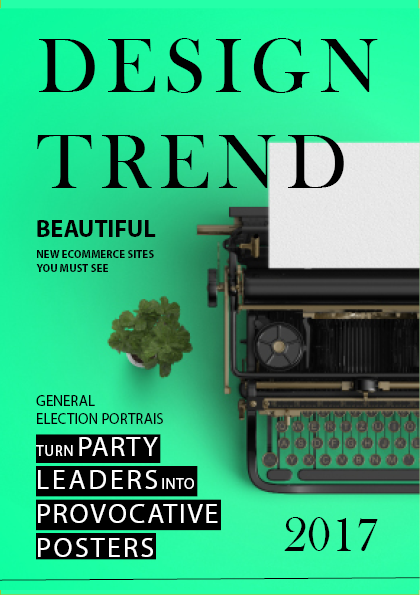 DESIGN
TREND
BEAUTIFUL
NEW ECOMMERCE SITES
YOU MUST SEE
GENERAL
ELECTION PORTRAIS
TURN PARTY
LEADERS INTO
PROVOCATIVE
POSTERS
2017